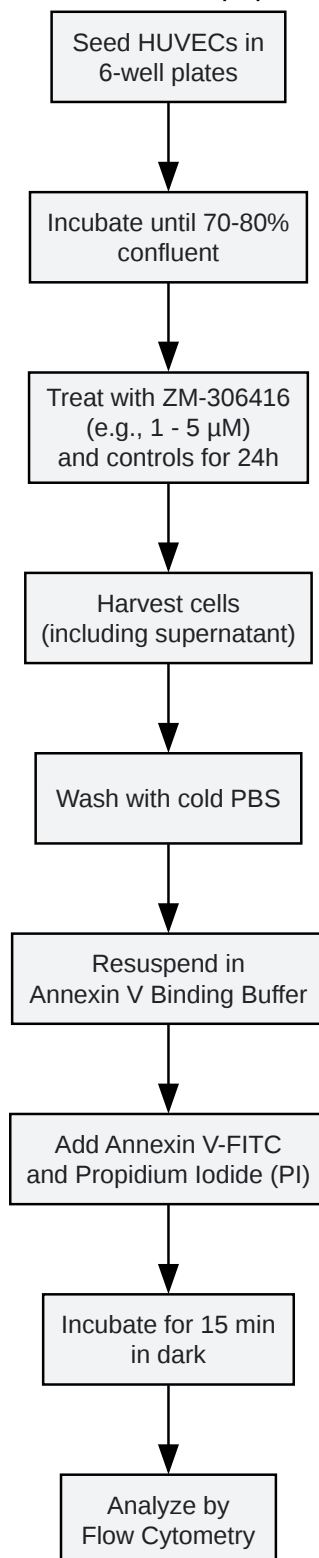 Seed HUVECs in
6-well plates
Incubate until 70-80%
confluent
Treat with ZM-306416
(e.g., 1 - 5 µM)
and controls for 24h
Harvest cells
(including supernatant)
Wash with cold PBS
Resuspend in
Annexin V Binding Buffer
Add Annexin V-FITC
and Propidium Iodide (PI)
Incubate for 15 min
in dark
Analyze by
Flow Cytometry